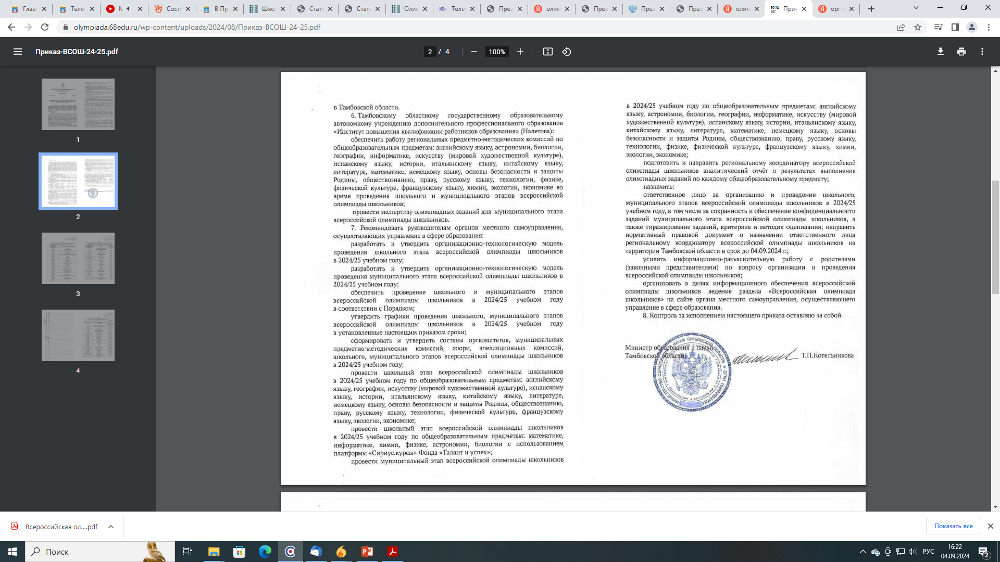 Глав
Телес
М
Состо
В Пр
Шко.
Статс
Статс
Оли
Теле
През
олим
През
През
През
олим
Прик
орг-т
olympiada.68edu.ru/wp-content/uploads/2024/08/Приказ-ВСОШ-24-25.pdf
Приказ-ВСОШ-24-25.pdf
2 / 4
100%
1
2
3
4
в Тамбовской области.
6. Тамбовскому областному государственному образовательному
автономному учреждению дополнительного профессионального образования
«Институт повышения квалификации работников образования» (Налетова):
обеспечить работу региональных предметно-методических комиссий по
общеобразовательным предметам: английскому языку, астрономии, биологии,
географии, информатике, искусству (мировой художественной культуре),
испанскому языку, истории, итальянскому языку, китайскому языку,
литературе, математике, немецкому языку, основы безопасности и защиты
Родины, обществознанию, праву, русскому языку, технологии, физике,
физической культуре, французскому языку, химии, экологии, экономике во
время проведения школьного и муниципального этапов всероссийской
олимпиады школьников;
провести экспертизу олимпиадных заданий для муниципального этапа
всероссийской олимпиады школьников.
7. Рекомендовать руководителям органов местного самоуправления,
осуществляющих управление в сфере образования:
разработать и утвердить организационно-технологическую модель
проведения школьного этапа всероссийской олимпиады школьников
в 2024/25 учебном году;
разработать и утвердить организационно-технологическую модель
проведения муниципального этапа всероссийской олимпиады школьников в
2024/25 учебном году;
обеспечить проведение школьного и муниципального этапов
всероссийской олимпиады школьников в 2024/25 учебном году
в соответствии с Порядком;
утвердить графики проведения школьного, муниципального этапов
всероссийской олимпиады школьников в 2024/25 учебном году
в установленные настоящим приказом сроки;
сформировать и утвердить составы оргкомитетов, муниципальных
предметно-методических комиссий, жюри, апелляционных комиссий,
школьного, муниципального этапов всероссийской олимпиады школьников
в 2024/25 учебном году;
провести школьный этап всероссийской олимпиады школьников
в 2024/25 учебном году по общеобразовательным предметам: английскому
языку, географии, искусству (мировой художественной культуре), испанскому
языку, истории, итальянскому языку, китайскому языку, литературе,
немецкому языку, основы безопасности и защиты Родины, обществознанию,
праву, русскому языку, технологии, физической культуре, французскому
языку, экологии, экономике;
провести школьный этап всероссийской олимпиады школьников
в 2024/25 учебном году по общеобразовательным предметам: математике,
информатике, химии, физике, астрономии, биологии с использованием
платформы «Сириус.курсы» Фонда «Талант и успех»;
провести муниципальный этап всероссийской олимпиады школьников
в 2024/25 учебном году по общеобразовательным предметам: английскому
языку, астрономии, биологии, географии, информатике, искусству (мировой
художественной культуре), испанскому языку, истории, итальянскому языку,
китайскому языку, литературе, математике, немецкому языку, основы
безопасности и защиты Родины, обществознанию, праву, русскому языку,
технологии, физике, физической культуре, французскому языку, химии,
экологии, экономике;
подготовить и направить региональному координатору всероссийской
олимпиады школьников аналитический отчёт о результатах выполнения
олимпиадных заданий по каждому общеобразовательному предмету;
назначить:
ответственное лицо за организацию и проведение школьного,
муниципального этапов всероссийской олимпиады школьников в 2024/25
учебном году, в том числе за сохранность и обеспечение конфиденциальности
заданий муниципального этапа всероссийской олимпиады школьников, а
также тиражирование заданий, критериев и методик оценивания; направить
нормативный правовой документ о назначении ответственного лица
региональному координатору всероссийской олимпиады школьников на
территории Тамбовской области в срок до 04.09.2024 г.;
усилить информационно-разъяснительную работу с родителями
(законными представителями) по вопросу организации и проведения
всероссийской олимпиады школьников;
организовать в целях информационного обеспечения всероссийской
олимпиады школьников ведение раздела «Всероссийская олимпиада
школьников» на сайте органа местного самоуправления, осуществляющего
управление в сфере образования.
8. Контроль за исполнением настоящего приказа оставляю за собой.
Министр образования и науки
Тамбовской области
Т.П.Котельникова
МИНИСТЕРСТВО ОБРАЗОВАНИЯ И НАУКИ ТАМБОВСКОЙ ОБЛАСТИ
Всероссийская ол....pdf
Показать все
Поиск
РУС
16:22
04.09.2024
2